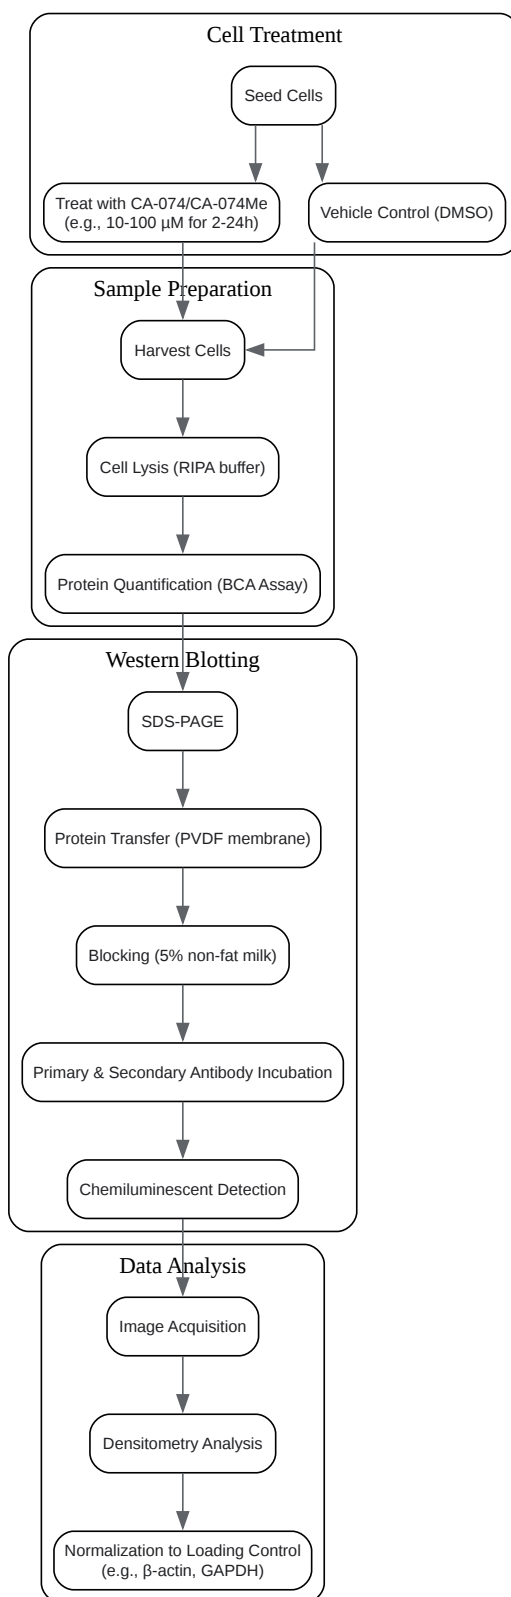 Cell Treatment
Seed Cells
Treat with CA-074/CA-074Me
(e.g., 10-100 µM for 2-24h)
Vehicle Control (DMSO)
Sample Preparation
Harvest Cells
Cell Lysis (RIPA buffer)
Protein Quantification (BCA Assay)
Western Blotting
SDS-PAGE
Protein Transfer (PVDF membrane)
Blocking (5% non-fat milk)
Primary & Secondary Antibody Incubation
Chemiluminescent Detection
Data Analysis
Image Acquisition
Densitometry Analysis
Normalization to Loading Control
(e.g., β-actin, GAPDH)